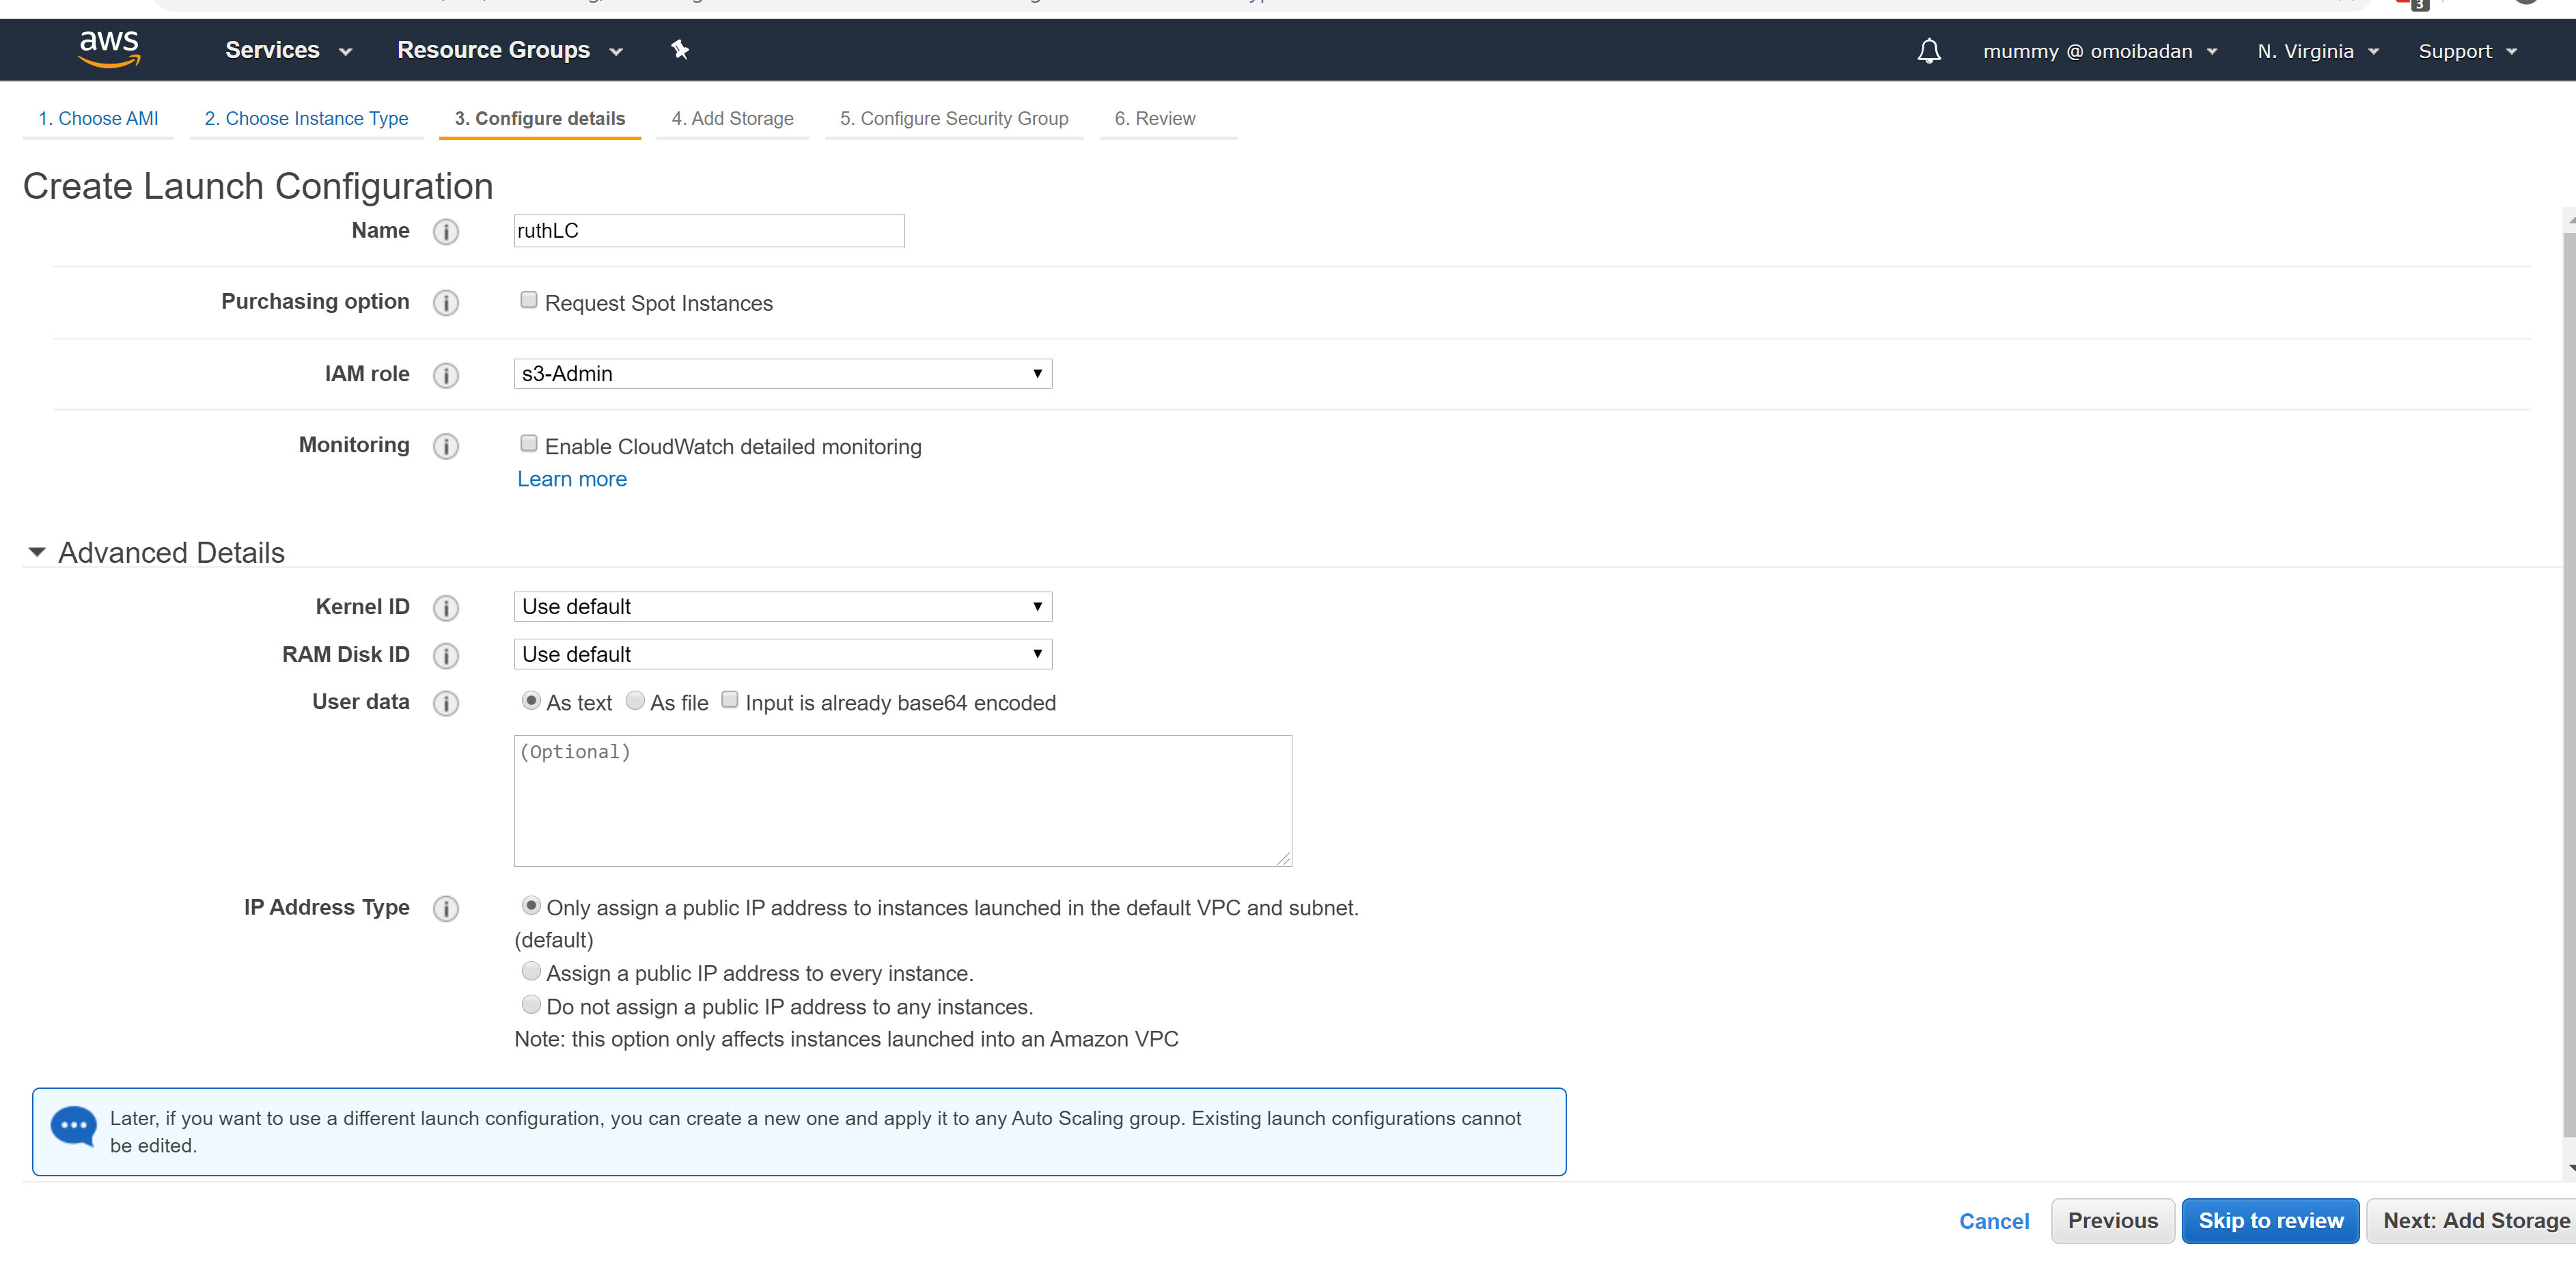 3
aws Services Resource Groups mummy @ omoibadan N. Virginia Support
1. Choose AMI 2. Choose Instance Type 3. Configure details 4. Add Storage 5. Configure Security Group 6. Review
Create Launch Configuration
Name i ruthLC
Purchasing option i Request Spot Instances
IAM role i s3-Admin
Monitoring i Enable CloudWatch detailed monitoring
Learn more
Advanced Details
Kernel ID i Use default
RAM Disk ID i Use default
User data i As text As file Input is already base64 encoded
(Optional)
IP Address Type i Only assign a public IP address to instances launched in the default VPC and subnet.
(default)
Assign a public IP address to every instance.
Do not assign a public IP address to any instances.
Note: this option only affects instances launched into an Amazon VPC
Later, if you want to use a different launch configuration, you can create a new one and apply it to any Auto Scaling group. Existing launch configurations cannot
be edited.
Cancel Previous Skip to review Next: Add Storage